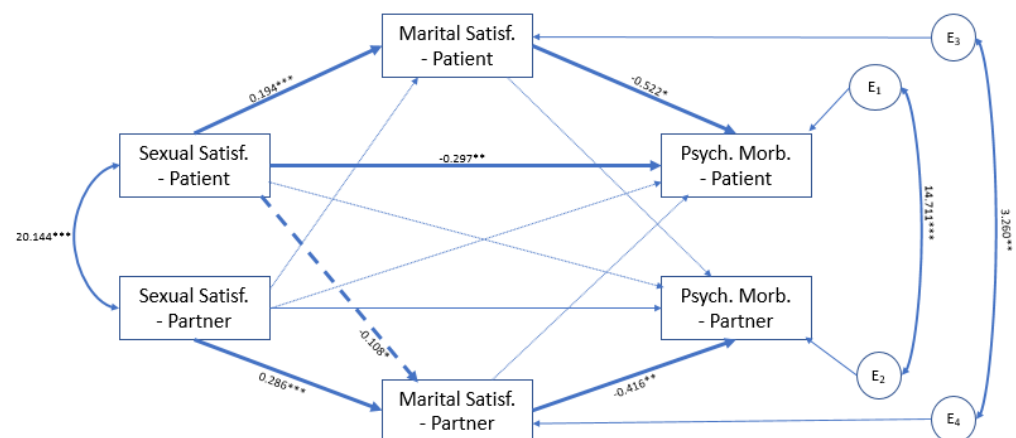 Marital Satisf.
- Patient
E3
E1
0.194***
-0.522*
Sexual Satisf.
- Patient
-0.297**
Psych. Morb.
- Patient
20.144***
14.711***
3.260**
Sexual Satisf.
- Partner
Psych. Morb.
- Partner
-0.108*
0.286***
-0.416**
E2
Marital Satisf.
- Partner
E4